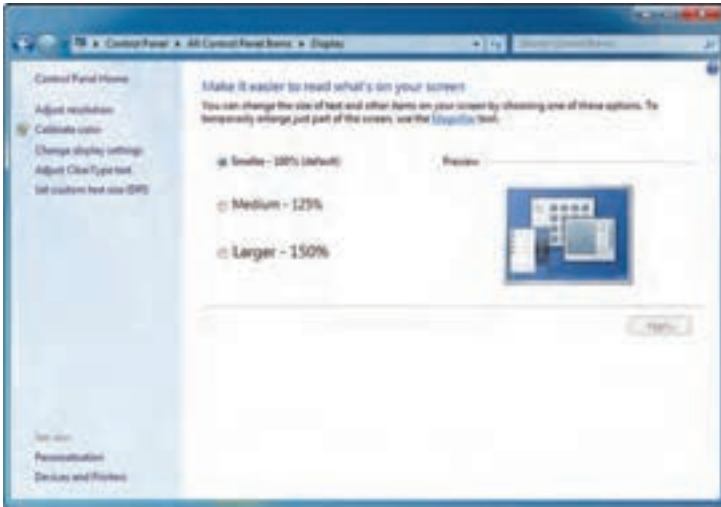 Control Panel ▸ All Control Panel Items ▸ Display
Control Panel Home
Adjust resolution
Calibrate color
Change display settings
Adjust ClearType text
Set custom text size (DPI)
Make it easier to read what's on your screen
You can change the size of text and other items on your screen by choosing one of these options. To
temporarily enlarge just part of the screen, use the Magnifier tool.
Smaller - 100% (default)
Preview
Medium - 125%
Larger - 150%
Apply
See also
Personalization
Devices and Printers